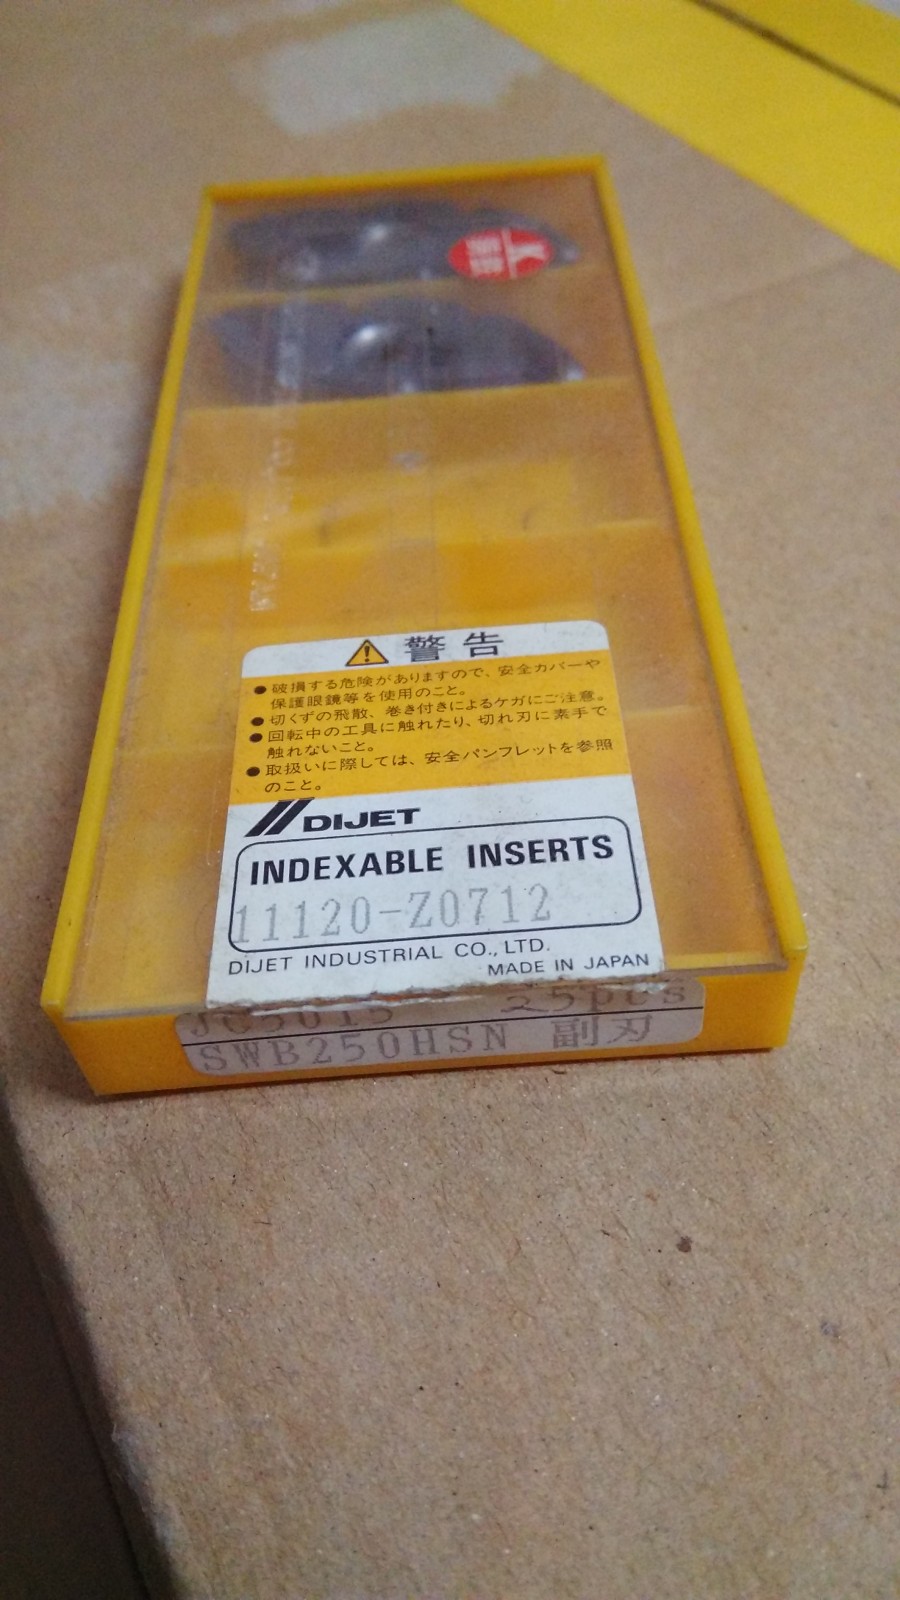 K
警告
●破損する危険がありますので、安全カバーや
保護眼鏡等を使用のこと。
●切くずの飛散、巻き付きによるケガにご注意。
●回転中の工具に触れたり、切れ刃に素手で
触れないこと。
●取扱いに際しては、安全パンフレットを参照
のこと。
DIJET
INDEXABLE INSERTS
11120-Z0712
DIJET INDUSTRIAL CO., LTD.
MADE IN JAPAN
JC5015
SWB250HSN 副刃